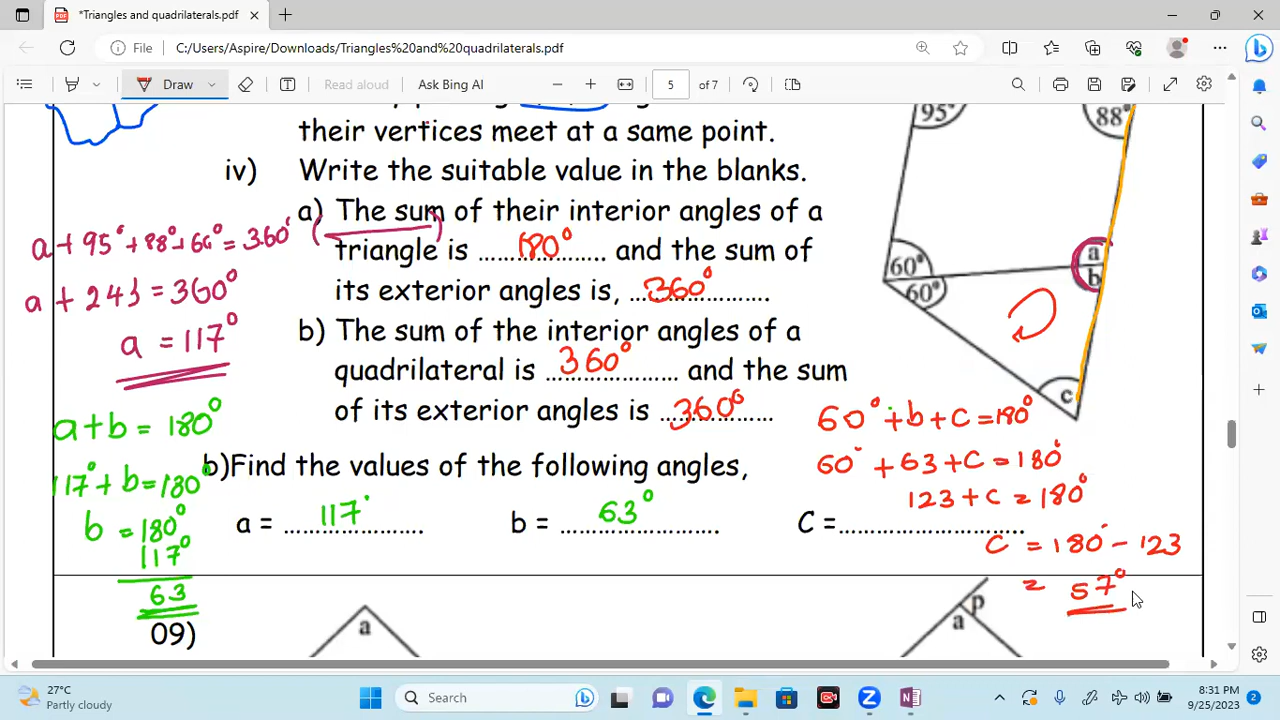 *Triangles and quadrilaterals.pdf
File C:/Users/Aspire/Downloads/Triangles%20and%20quadrilaterals.pdf
Draw Read aloud Ask Bing AI 5 of 7
their vertices meet at a same point.
iv) Write the suitable value in the blanks.
a) The sum of their interior angles of a
triangle is ...180°... and the sum of
its exterior angles is, ...360°...
b) The sum of the interior angles of a
quadrilateral is ...360°... and the sum
of its exterior angles is ...360°...
b)Find the values of the following angles,
a = ...117°... b = ...63°... C=...
09)
a + 95° + 88° + 60° = 360°
a + 243 = 360°
a = 117°
a + b = 180°
117° + b = 180°
b = 180°
117°
63
95° 88°
60° a
60° b
c
60° + b + c = 180°
60° + 63 + c = 180°
123 + c = 180°
c = 180° - 123
= 57°
a
p
a
27°C
Partly cloudy
Search
8:31 PM
9/25/2023
2